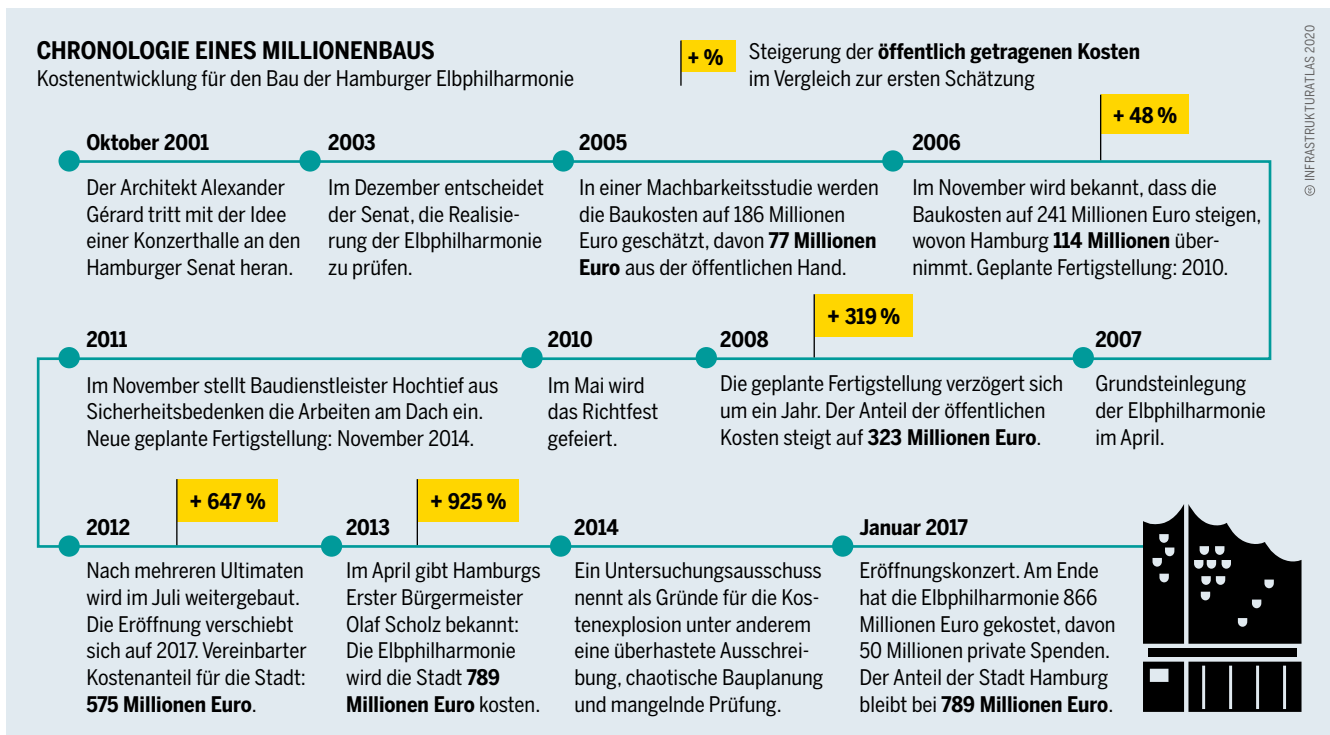 CHRONOLOGIE EINES MILLIONENBAUS
Kostenentwicklung für den Bau der Hamburger Elbphilharmonie
+ %
Steigerung der öffentlich getragenen Kosten
im Vergleich zur ersten Schätzung
© INFRASTRUKTURATLAS 2020
Oktober 2001
Der Architekt Alexander
Gérard tritt mit der Idee
einer Konzerthalle an den
Hamburger Senat heran.
2003
Im Dezember entscheidet
der Senat, die Realisie-
rung der Elbphilharmonie
zu prüfen.
2005
In einer Machbarkeitsstudie werden
die Baukosten auf 186 Millionen
Euro geschätzt, davon 77 Millionen
Euro aus der öffentlichen Hand.
2006
+ 48 %
Im November wird bekannt, dass die
Baukosten auf 241 Millionen Euro steigen,
wovon Hamburg 114 Millionen über-
nimmt. Geplante Fertigstellung: 2010.
2007
Grundsteinlegung
der Elbphilharmonie
im April.
2008
+ 319 %
Die geplante Fertigstellung verzögert sich
um ein Jahr. Der Anteil der öffentlichen
Kosten steigt auf 323 Millionen Euro.
2010
Im Mai wird
das Richtfest
gefeiert.
2011
Im November stellt Baudienstleister Hochtief aus
Sicherheitsbedenken die Arbeiten am Dach ein.
Neue geplante Fertigstellung: November 2014.
2012
+ 647 %
Nach mehreren Ultimaten
wird im Juli weitergebaut.
Die Eröffnung verschiebt
sich auf 2017. Vereinbarter
Kostenanteil für die Stadt:
575 Millionen Euro.
2013
+ 925 %
Im April gibt Hamburgs
Erster Bürgermeister
Olaf Scholz bekannt:
Die Elbphilharmonie
wird die Stadt 789
Millionen Euro kosten.
2014
Ein Untersuchungsausschuss
nennt als Gründe für die Kos-
tenexplosion unter anderem
eine überhastete Ausschrei-
bung, chaotische Bauplanung
und mangelnde Prüfung.
Januar 2017
Eröffnungskonzert. Am Ende
hat die Elbphilharmonie 866
Millionen Euro gekostet, davon
50 Millionen private Spenden.
Der Anteil der Stadt Hamburg
bleibt bei 789 Millionen Euro.